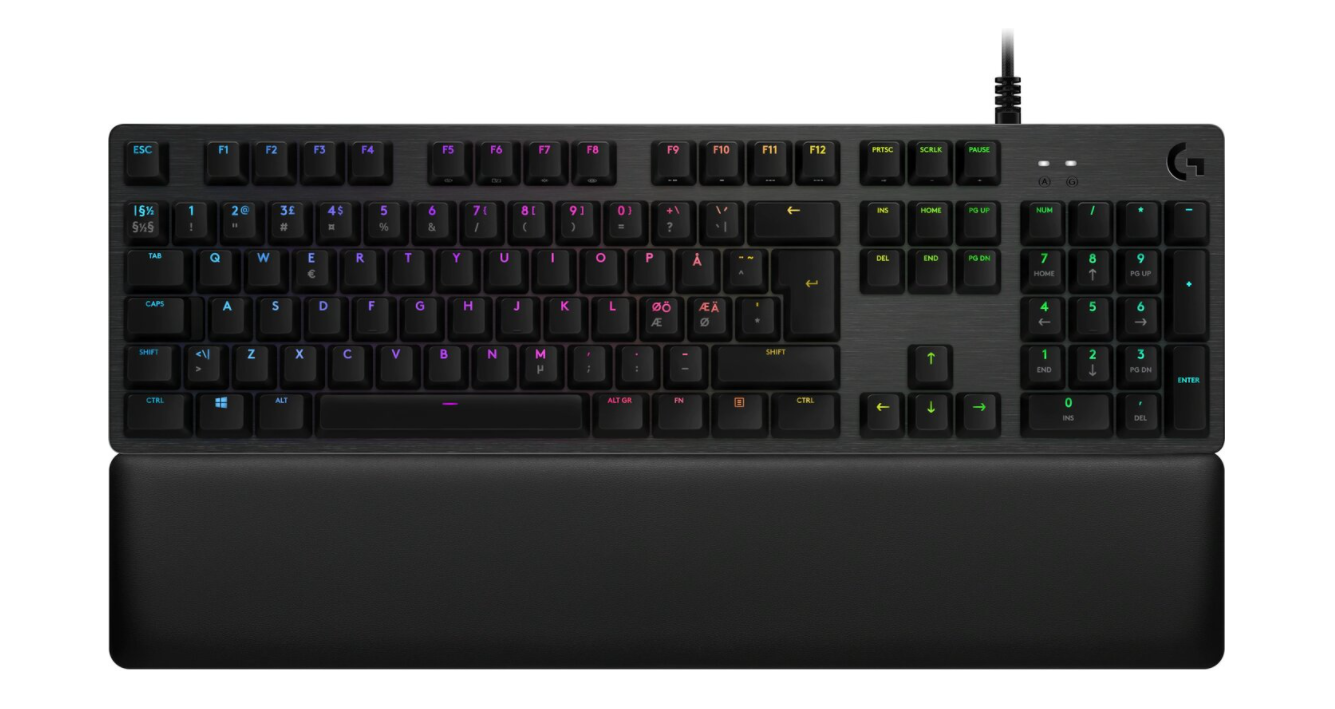 ESC F1 F2 F3 F4 F5 F6 F7 F8 F9 F10 F11 F12 PRTSC SCRLK PAUSE
A G
G
|§½ 1 2@ 3£ 4$ 5 6 7{ 8[ 9] 0} +\ ← INS HOME PG UP NUM / * -
§½§ ! " # ¤ % & / ( ) = ?
TAB Q W E R T Y U I O P Å ¨~ ↵ DEL END PG DN 7 8 9 +
€ ^ HOME ↑ PG UP
CAPS A S D F G H J K L ØÖ ÆÄ ' 4 5 6
Æ Ø * ← →
SHIFT <\| Z X C V B N M , . - SHIFT ↑ 1 2 3 ENTER
> µ ; : _ END ↓ PG DN
CTRL ALT ALT GR FN CTRL ← ↓ → 0 ,
INS DEL